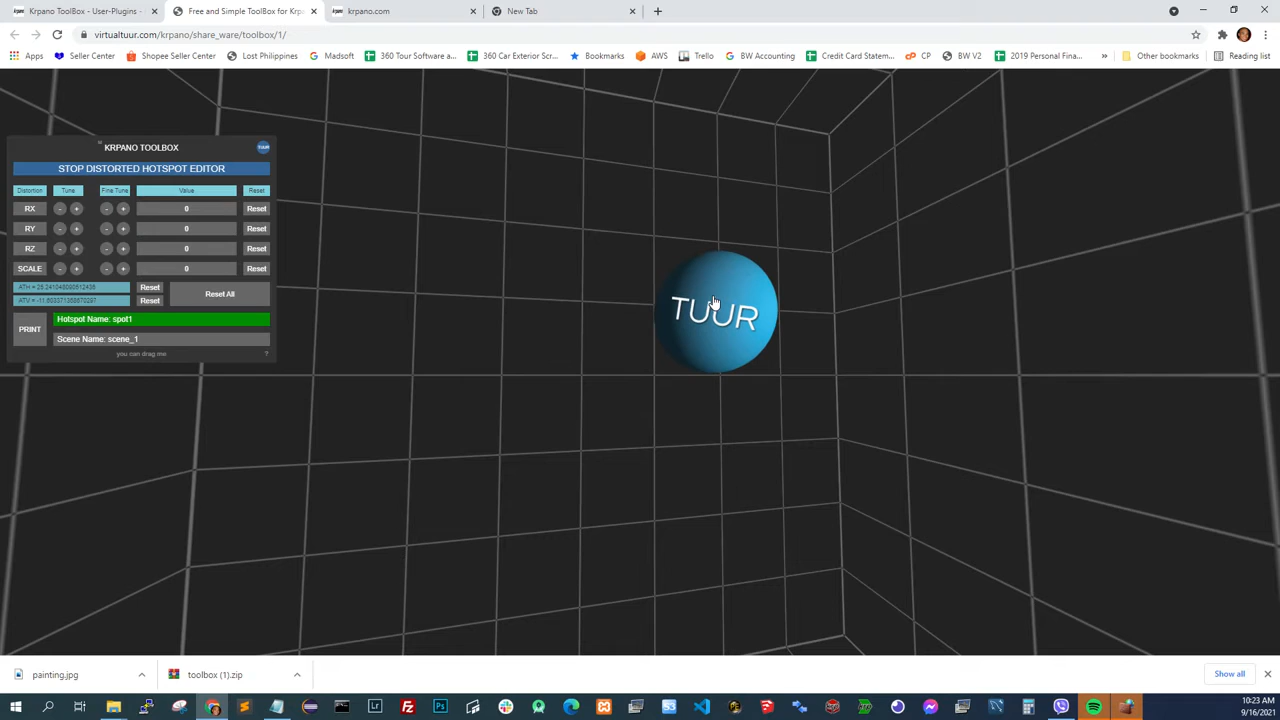 Krpano ToolBox - User-Plugins -
Free and Simple ToolBox for Krp
krpano.com
New Tab
virtualtuur.com/krpano/share_ware/toolbox/1/
Apps
Seller Center
Shopee Seller Center
Lost Philippines
Madsoft
360 Tour Software a...
360 Car Exterior Scr...
Bookmarks
AWS
Trello
BW Accounting
Credit Card Statem...
CP
BW V2
2019 Personal Fina...
»
Other bookmarks
Reading list
KRPANO TOOLBOX
TUUR
STOP DISTORTED HOTSPOT EDITOR
Distortion Tune Fine Tune Value Reset
RX - + - + 0 Reset
RY - + - + 0 Reset
RZ - + - + 0 Reset
SCALE - + - + 0 Reset
Reset
Reset
Reset All
PRINT
Hotspot Name: spot1
Scene Name: scene_1
you can drag me ?
TUUR
painting.jpg
toolbox (1).zip
Show all
10:23 AM
9/16/2021